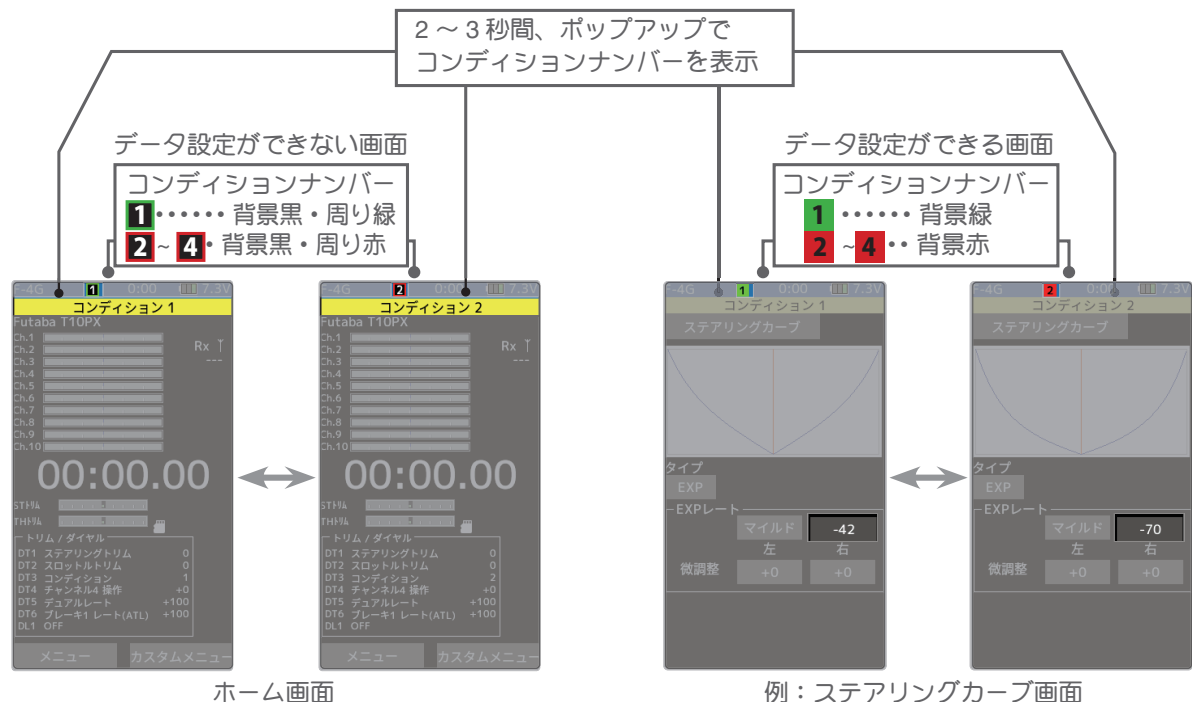 2～3秒間、ポップアップで
コンディションナンバーを表示
データ設定ができない画面
コンディションナンバー
1・・・・・・背景黒・周り緑
2～4・背景黒・周り赤
データ設定ができる画面
コンディションナンバー
1・・・・・・背景緑
2～4・・背景赤
F-4G 1 0:00 7.3V
コンディション 1
Futaba T10PX
Ch.1
Ch.2
Ch.3
Ch.4
Ch.5
Ch.6
Ch.7
Ch.8
Ch.9
Ch.10
Rx
---
00:00.00
STトリム
THトリム
トリム / ダイヤル
DT1 ステアリングトリム 0
DT2 スロットルトリム 0
DT3 コンディション 1
DT4 チャンネル4 操作 +0
DT5 デュアルレート +100
DT6 ブレーキ1 レート(ATL) +100
DL1 OFF
メニュー カスタムメニュー
F-4G 2 0:00 7.3V
コンディション 2
Futaba T10PX
Ch.1
Ch.2
Ch.3
Ch.4
Ch.5
Ch.6
Ch.7
Ch.8
Ch.9
Ch.10
Rx
---
00:00.00
STトリム
THトリム
トリム / ダイヤル
DT1 ステアリングトリム 0
DT2 スロットルトリム 0
DT3 コンディション 2
DT4 チャンネル4 操作 +0
DT5 デュアルレート +100
DT6 ブレーキ1 レート(ATL) +100
DL1 OFF
メニュー カスタムメニュー
ホーム画面
F-4G 1 0:00 7.3V
コンディション 1
ステアリングカーブ
タイプ
EXP
EXPレート
マイルド -42
左 右
微調整 +0 +0
F-4G 2 0:00 7.3V
コンディション 2
ステアリングカーブ
タイプ
EXP
EXPレート
マイルド -70
左 右
微調整 +0 +0
例：ステアリングカーブ画面